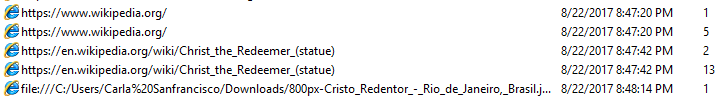 https://www.wikipedia.org/ 8/22/2017 8:47:20 PM 1
https://www.wikipedia.org/ 8/22/2017 8:47:20 PM 5
https://en.wikipedia.org/wiki/Christ_the_Redeemer_(statue) 8/22/2017 8:47:42 PM 2
https://en.wikipedia.org/wiki/Christ_the_Redeemer_(statue) 8/22/2017 8:47:42 PM 13
file:///C:/Users/Carla%20Sanfrancisco/Downloads/800px-Cristo_Redentor_-_Rio_de_Janeiro,_Brasil.j... 8/22/2017 8:48:14 PM 1